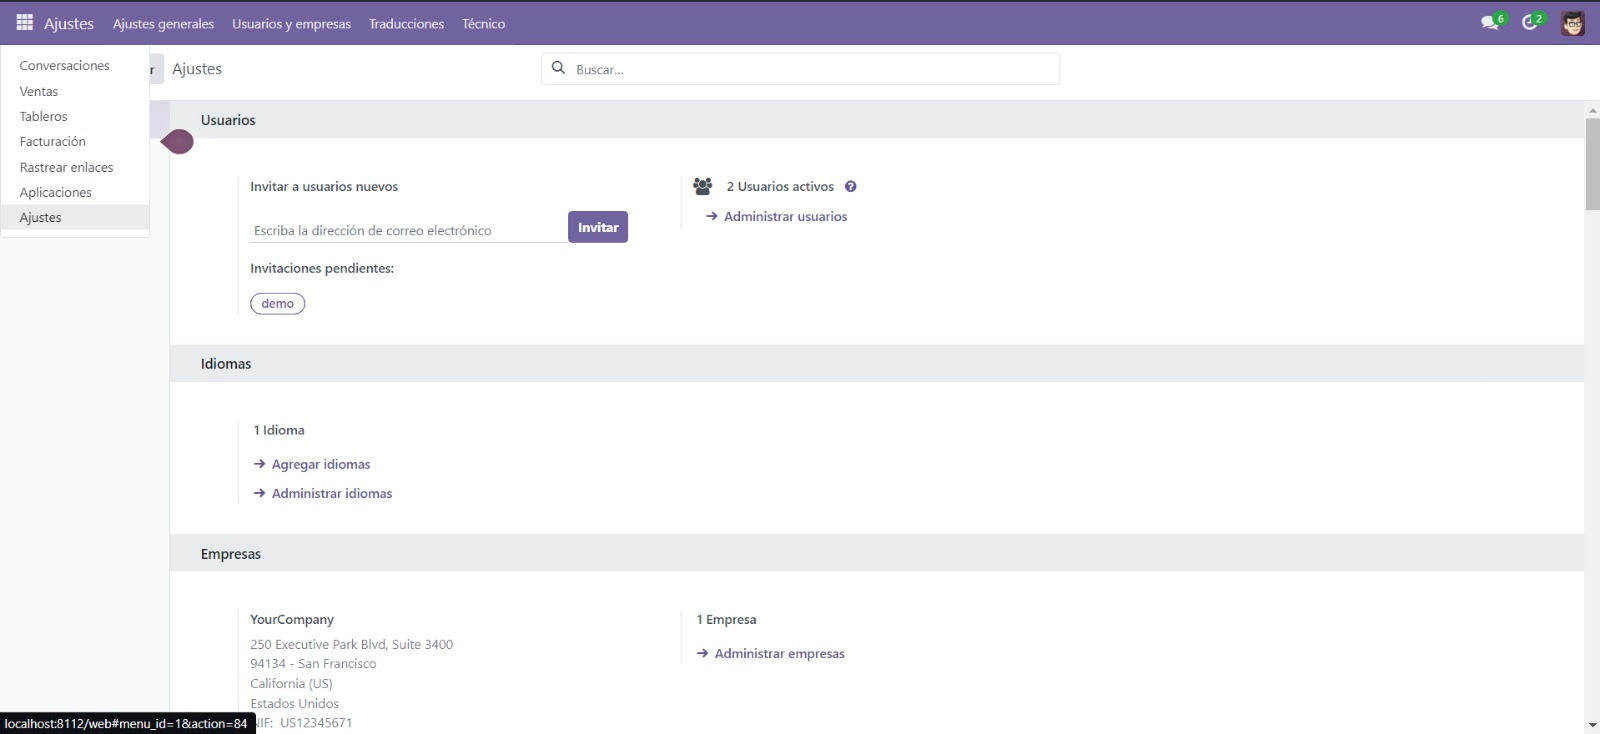 Ajustes Ajustes generales Usuarios y empresas Traducciones Técnico 6 2
Conversaciones
Ventas
Tableros
Facturación
Rastrear enlaces
Aplicaciones
Ajustes
r Ajustes Buscar...
Usuarios
Invitar a usuarios nuevos
Escriba la dirección de correo electrónico Invitar
Invitaciones pendientes:
demo
2 Usuarios activos ?
→ Administrar usuarios
Idiomas
1 Idioma
→ Agregar idiomas
→ Administrar idiomas
Empresas
YourCompany
250 Executive Park Blvd, Suite 3400
94134 - San Francisco
California (US)
Estados Unidos
NIF: US12345671
1 Empresa
→ Administrar empresas
localhost:8112/web#menu_id=1&action=84